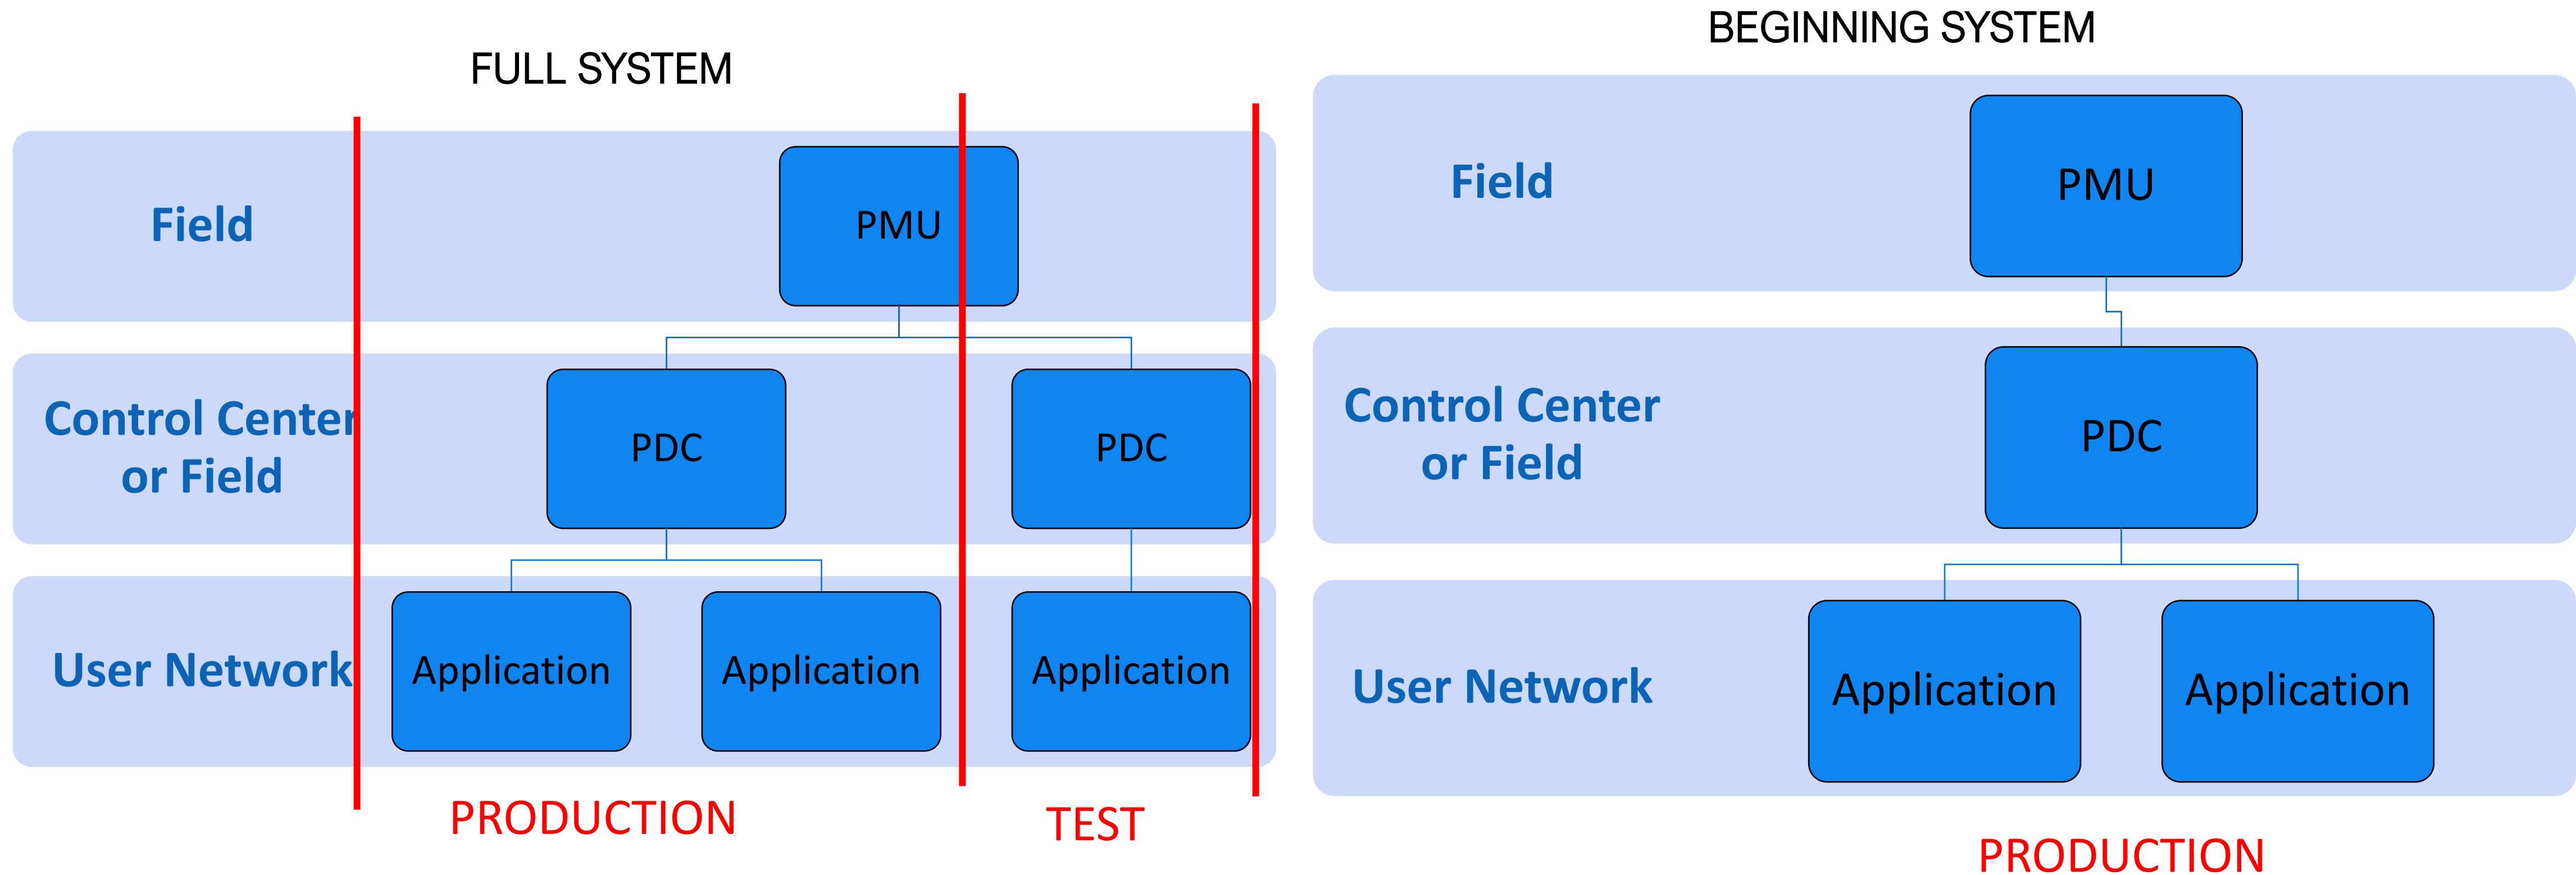 FULL SYSTEM
Field
PMU
Control Center
or Field
PDC
PDC
User Network
Application
Application
Application
PRODUCTION
TEST
BEGINNING SYSTEM
Field
PMU
Control Center
or Field
PDC
User Network
Application
Application
PRODUCTION